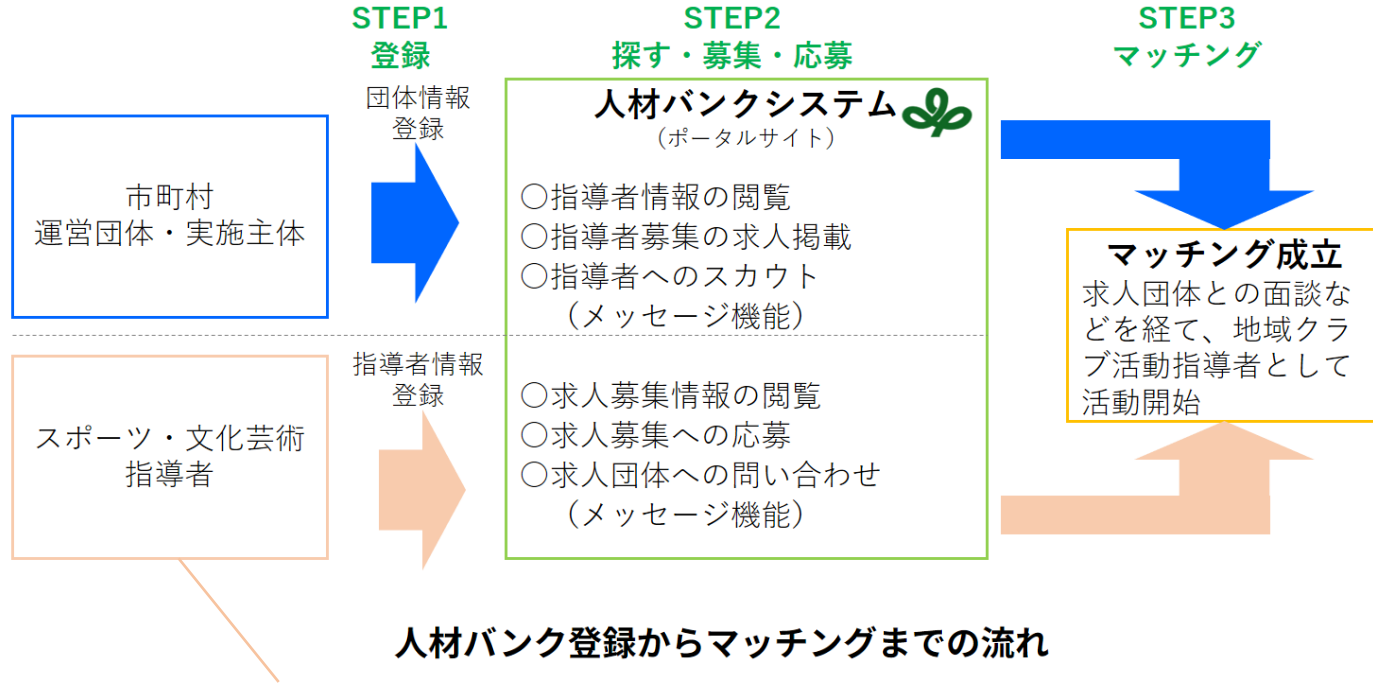 STEP1
登録
STEP2
探す・募集・応募
STEP3
マッチング
団体情報
登録
市町村
運営団体・実施主体
人材バンクシステム
（ポータルサイト）
○指導者情報の閲覧
○指導者募集の求人掲載
○指導者へのスカウト
（メッセージ機能）
指導者情報
登録
スポーツ・文化芸術
指導者
○求人募集情報の閲覧
○求人募集への応募
○求人団体への問い合わせ
（メッセージ機能）
マッチング成立
求人団体との面談な
どを経て、地域クラ
ブ活動指導者として
活動開始
人材バンク登録からマッチングまでの流れ